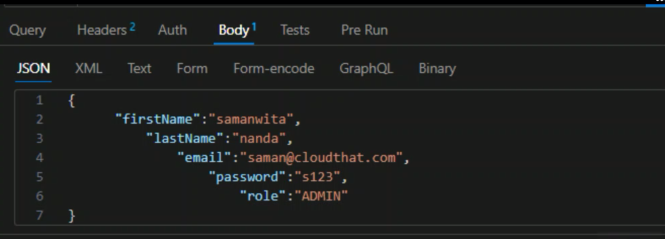 Query Headers 2 Auth Body 1 Tests Pre Run
JSON XML Text Form Form-encode GraphQL Binary
1 {
2 "firstName":"samanwita",
3 "lastName":"nanda",
4 "email":"saman@cloudthat.com",
5 "password":"s123",
6 "role":"ADMIN"
7 }